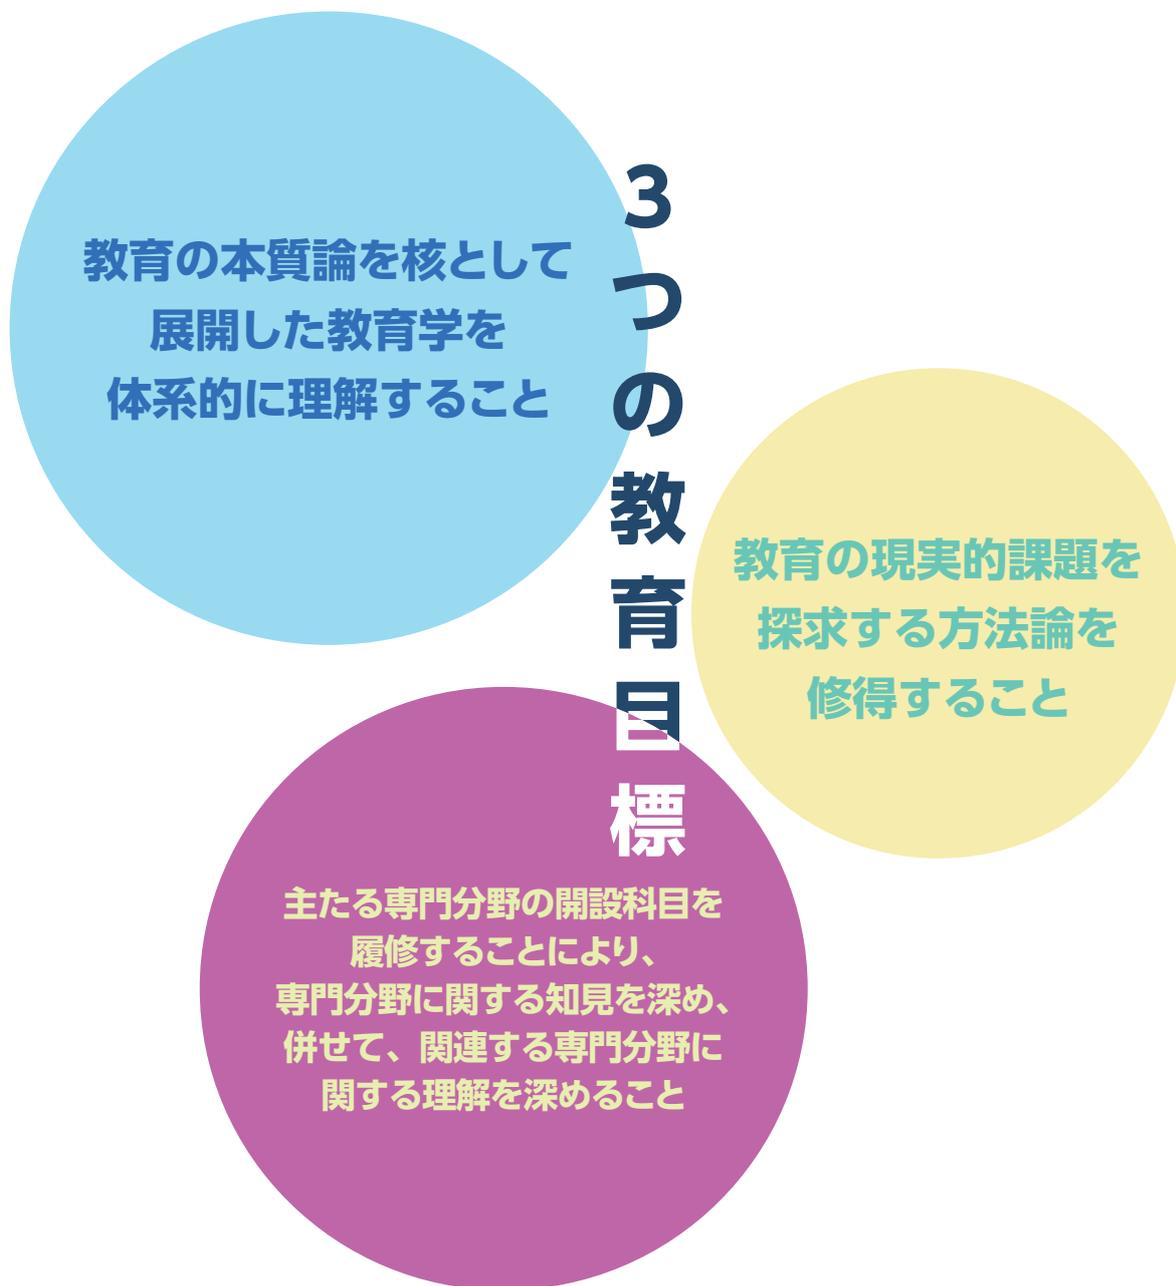 3つの教育目標
教育の本質論を核として
展開した教育学を
体系的に理解すること
教育の現実的課題を
探求する方法論を
修得すること
主たる専門分野の開設科目を
履修することにより、
専門分野に関する知見を深め、
併せて、関連する専門分野に
関する理解を深めること